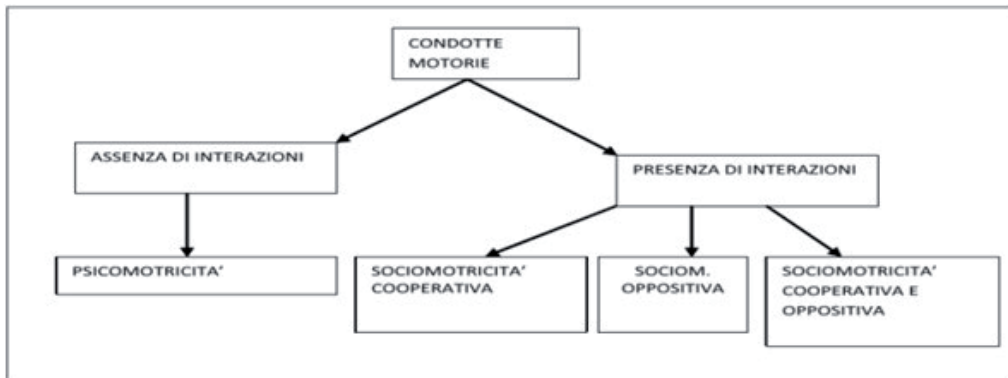 CONDOTTE
MOTORIE
ASSENZA DI INTERAZIONI
PRESENZA DI INTERAZIONI
PSICOMOTRICITA’
SOCIOMOTRICITA’
COOPERATIVA
SOCIOM.
OPPOSITIVA
SOCIOMOTRICITA’
COOPERATIVA E
OPPOSITIVA